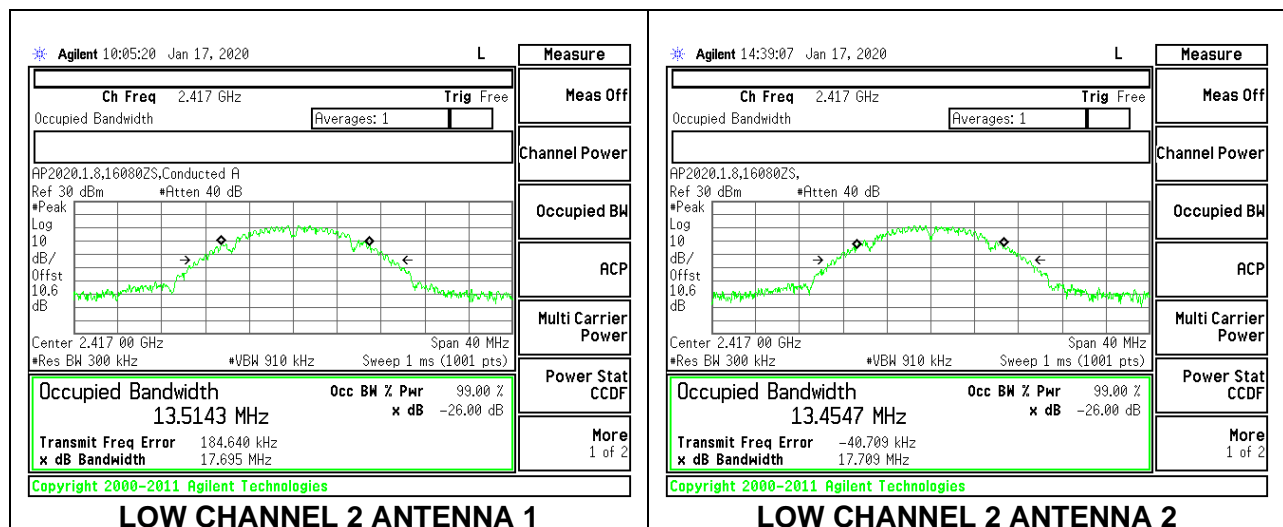 Agilent 10:05:20 Jan 17, 2020 L Measure
Ch Freq 2.417 GHz Trig Free
Occupied Bandwidth Averages: 1
AP2020.1.8,16080ZS,Conducted A
Ref 30 dBm #Atten 40 dB
#Peak
Log
10
dB/
Offst
10.6
dB
Center 2.417 00 GHz Span 40 MHz
#Res BW 300 kHz #VBW 910 kHz Sweep 1 ms (1001 pts)
Occupied Bandwidth Occ BW % Pwr 99.00 %
13.5143 MHz x dB -26.00 dB
Transmit Freq Error 184.640 kHz
x dB Bandwidth 17.695 MHz
Copyright 2000-2011 Agilent Technologies
Meas Off
Channel Power
Occupied BW
ACP
Multi Carrier
Power
Power Stat
CCDF
More
1 of 2
LOW CHANNEL 2 ANTENNA 1
Agilent 14:39:07 Jan 17, 2020 L Measure
Ch Freq 2.417 GHz Trig Free
Occupied Bandwidth Averages: 1
AP2020.1.8,16080ZS,
Ref 30 dBm #Atten 40 dB
#Peak
Log
10
dB/
Offst
10.6
dB
Center 2.417 00 GHz Span 40 MHz
#Res BW 300 kHz #VBW 910 kHz Sweep 1 ms (1001 pts)
Occupied Bandwidth Occ BW % Pwr 99.00 %
13.4547 MHz x dB -26.00 dB
Transmit Freq Error -40.709 kHz
x dB Bandwidth 17.709 MHz
Copyright 2000-2011 Agilent Technologies
Meas Off
Channel Power
Occupied BW
ACP
Multi Carrier
Power
Power Stat
CCDF
More
1 of 2
LOW CHANNEL 2 ANTENNA 2